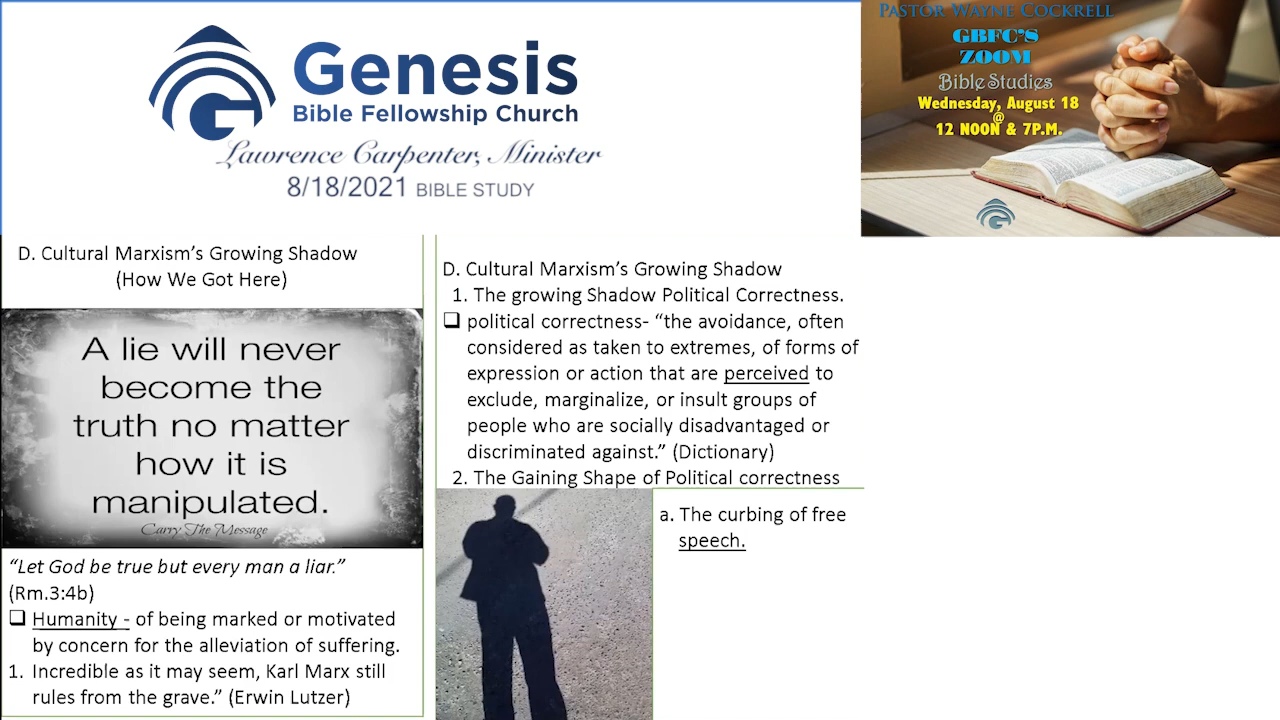 Genesis
Bible Fellowship Church
Lawrence Carpenter, Minister
8/18/2021 BIBLE STUDY
PASTOR WAYNE COCKRELL
GBFC'S
ZOOM
Bible Studies
Wednesday, August 18
@
12 NOON & 7P.M.
D. Cultural Marxism's Growing Shadow
(How We Got Here)
A lie will never
become the
truth no matter
how it is
manipulated.
Carry The Message
"Let God be true but every man a liar."
(Rm.3:4b)
❑ Humanity - of being marked or motivated
by concern for the alleviation of suffering.
1. Incredible as it may seem, Karl Marx still
rules from the grave." (Erwin Lutzer)
D. Cultural Marxism's Growing Shadow
1. The growing Shadow Political Correctness.
❑ political correctness- "the avoidance, often
considered as taken to extremes, of forms of
expression or action that are perceived to
exclude, marginalize, or insult groups of
people who are socially disadvantaged or
discriminated against." (Dictionary)
2. The Gaining Shape of Political correctness
a. The curbing of free
speech.